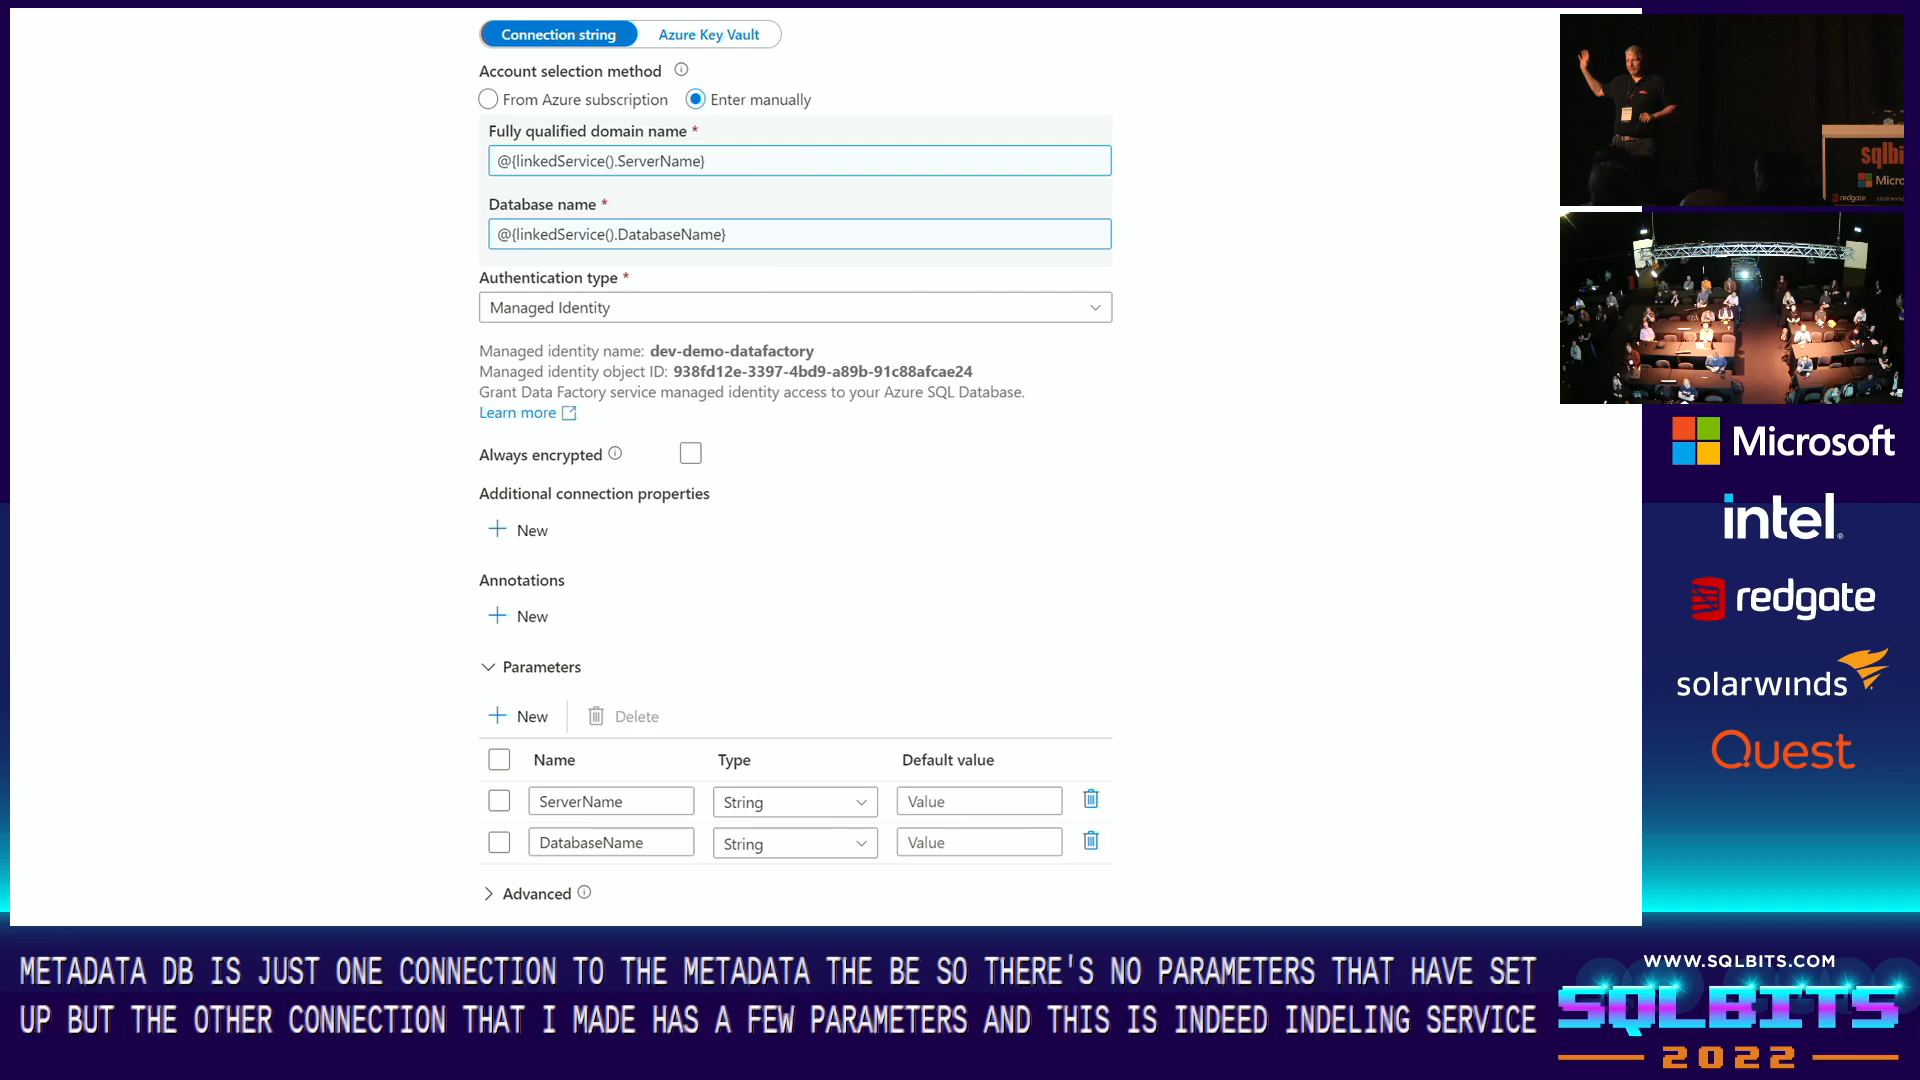 Connection string Azure Key Vault
Account selection method
From Azure subscription Enter manually
Fully qualified domain name *
@{linkedService().ServerName}
Database name *
@{linkedService().DatabaseName}
Authentication type *
Managed Identity
Managed identity name: dev-demo-datafactory
Managed identity object ID: 938fd12e-3397-4bd9-a89b-91c88afcae24
Grant Data Factory service managed identity access to your Azure SQL Database.
Learn more
Always encrypted
Additional connection properties
New
Annotations
New
Parameters
New Delete
Name Type Default value
ServerName String Value
DatabaseName String Value
Advanced
sqlbi
Micro
redgate solarwinds
Microsoft
intel
redgate
solarwinds
Quest
METADATA DB IS JUST ONE CONNECTION TO THE METADATA THE BE SO THERE'S NO PARAMETERS THAT HAVE SET
UP BUT THE OTHER CONNECTION THAT I MADE HAS A FEW PARAMETERS AND THIS IS INDEED INDELING SERVICE
WWW.SQLBITS.COM
SQLBITS
2022